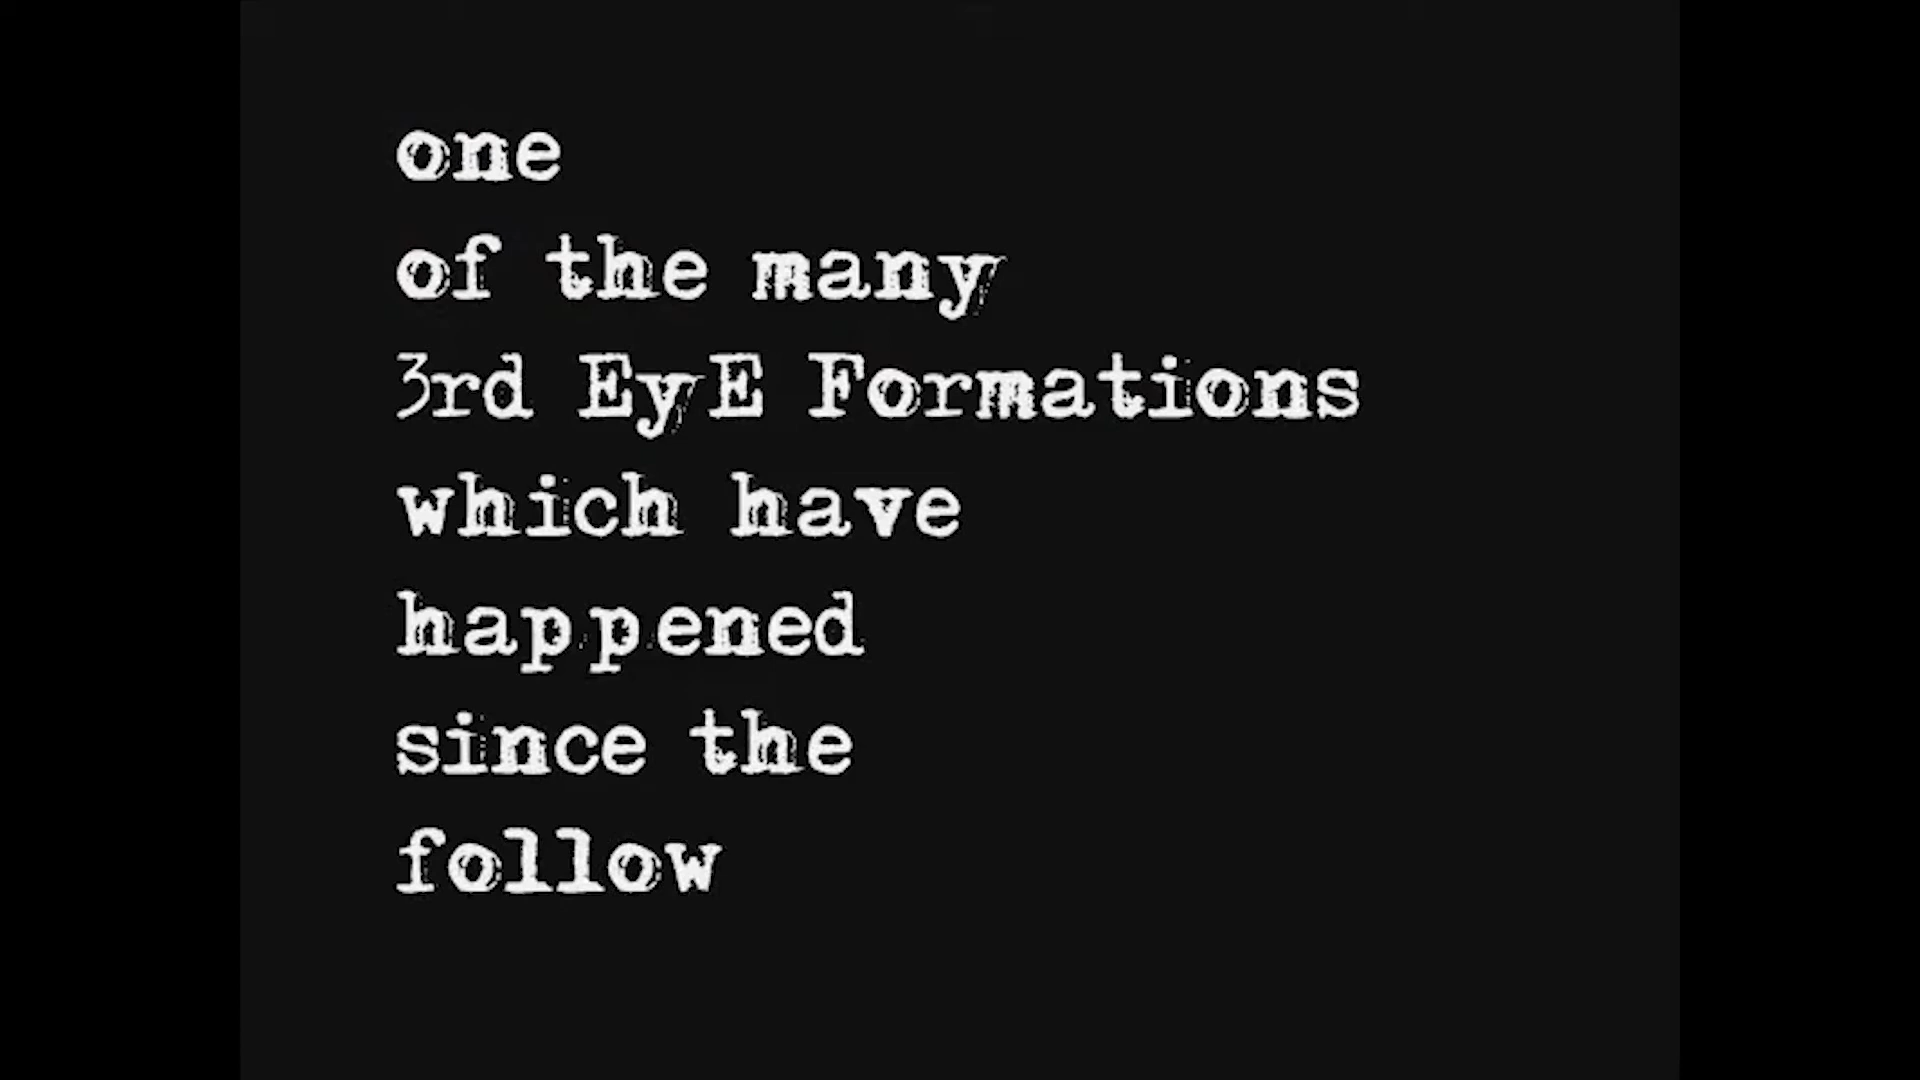 one
of the many
3rd EyE Formations
which have
happened
since the
follow